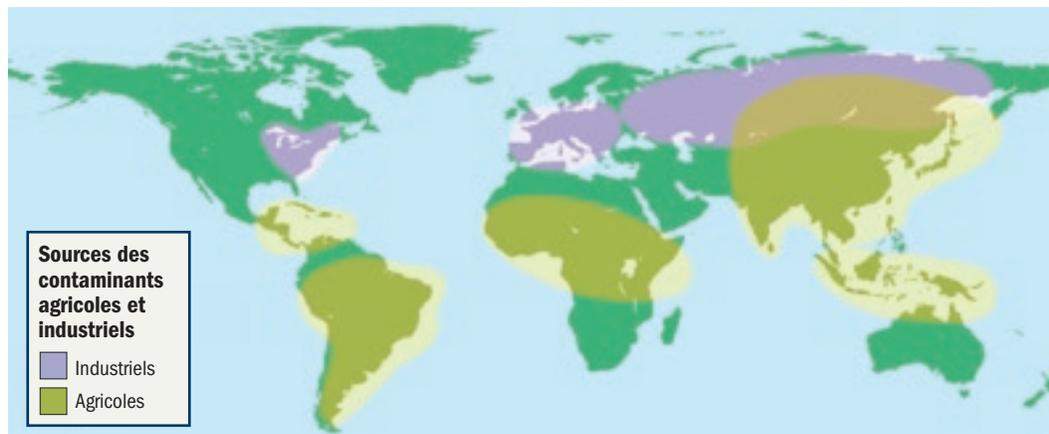 Sources des
contaminants
agricoles et
industriels
Industriels
Agricoles